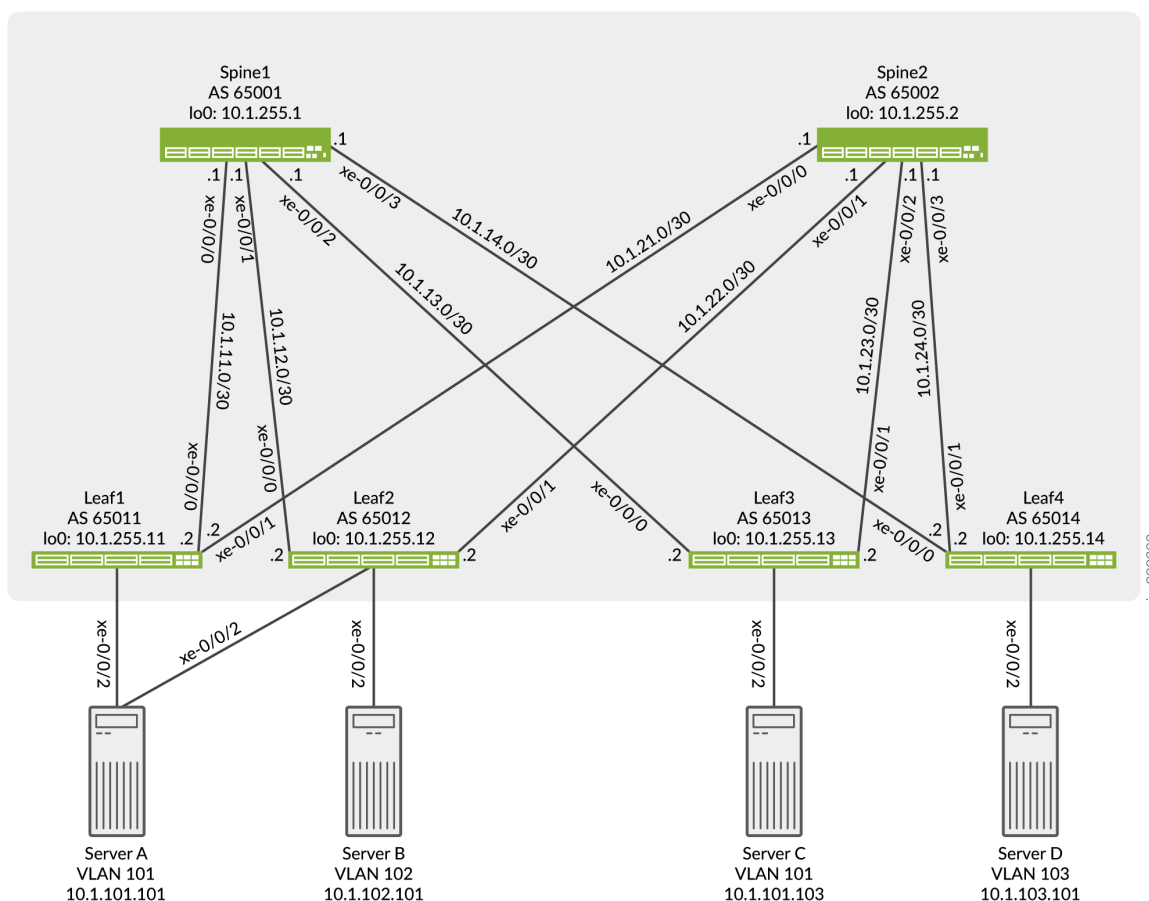 Spine1
AS 65001
lo0: 10.1.255.1
Spine2
AS 65002
lo0: 10.1.255.2
.1
.1
.1
.1
.1
.1
.1
.1
xe-0/0/0
xe-0/0/1
xe-0/0/2
xe-0/0/3
xe-0/0/0
xe-0/0/1
xe-0/0/2
xe-0/0/3
10.1.11.0/30
10.1.12.0/30
10.1.13.0/30
10.1.14.0/30
10.1.21.0/30
10.1.22.0/30
10.1.23.0/30
10.1.24.0/30
xe-0/0/0
xe-0/0/1
xe-0/0/0
xe-0/0/1
xe-0/0/0
xe-0/0/1
xe-0/0/0
xe-0/0/1
Leaf1
AS 65011
lo0: 10.1.255.11
.2
.2
Leaf2
AS 65012
lo0: 10.1.255.12
.2
.2
Leaf3
AS 65013
lo0: 10.1.255.13
.2
.2
Leaf4
AS 65014
lo0: 10.1.255.14
.2
.2
xe-0/0/2
xe-0/0/2
xe-0/0/2
xe-0/0/2
xe-0/0/2
Server A
VLAN 101
10.1.101.101
Server B
VLAN 102
10.1.102.101
Server C
VLAN 101
10.1.101.103
Server D
VLAN 103
10.1.103.101